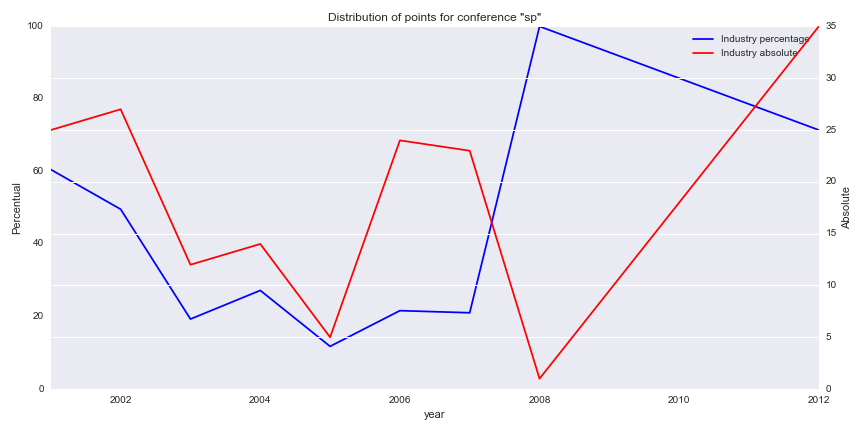 Distribution of points for conference "sp"
Industry percentage
Industry absolute
Percentual
100
80
60
40
20
0
Absolute
35
30
25
20
15
10
5
0
2002 2004 2006 2008 2010 2012
year